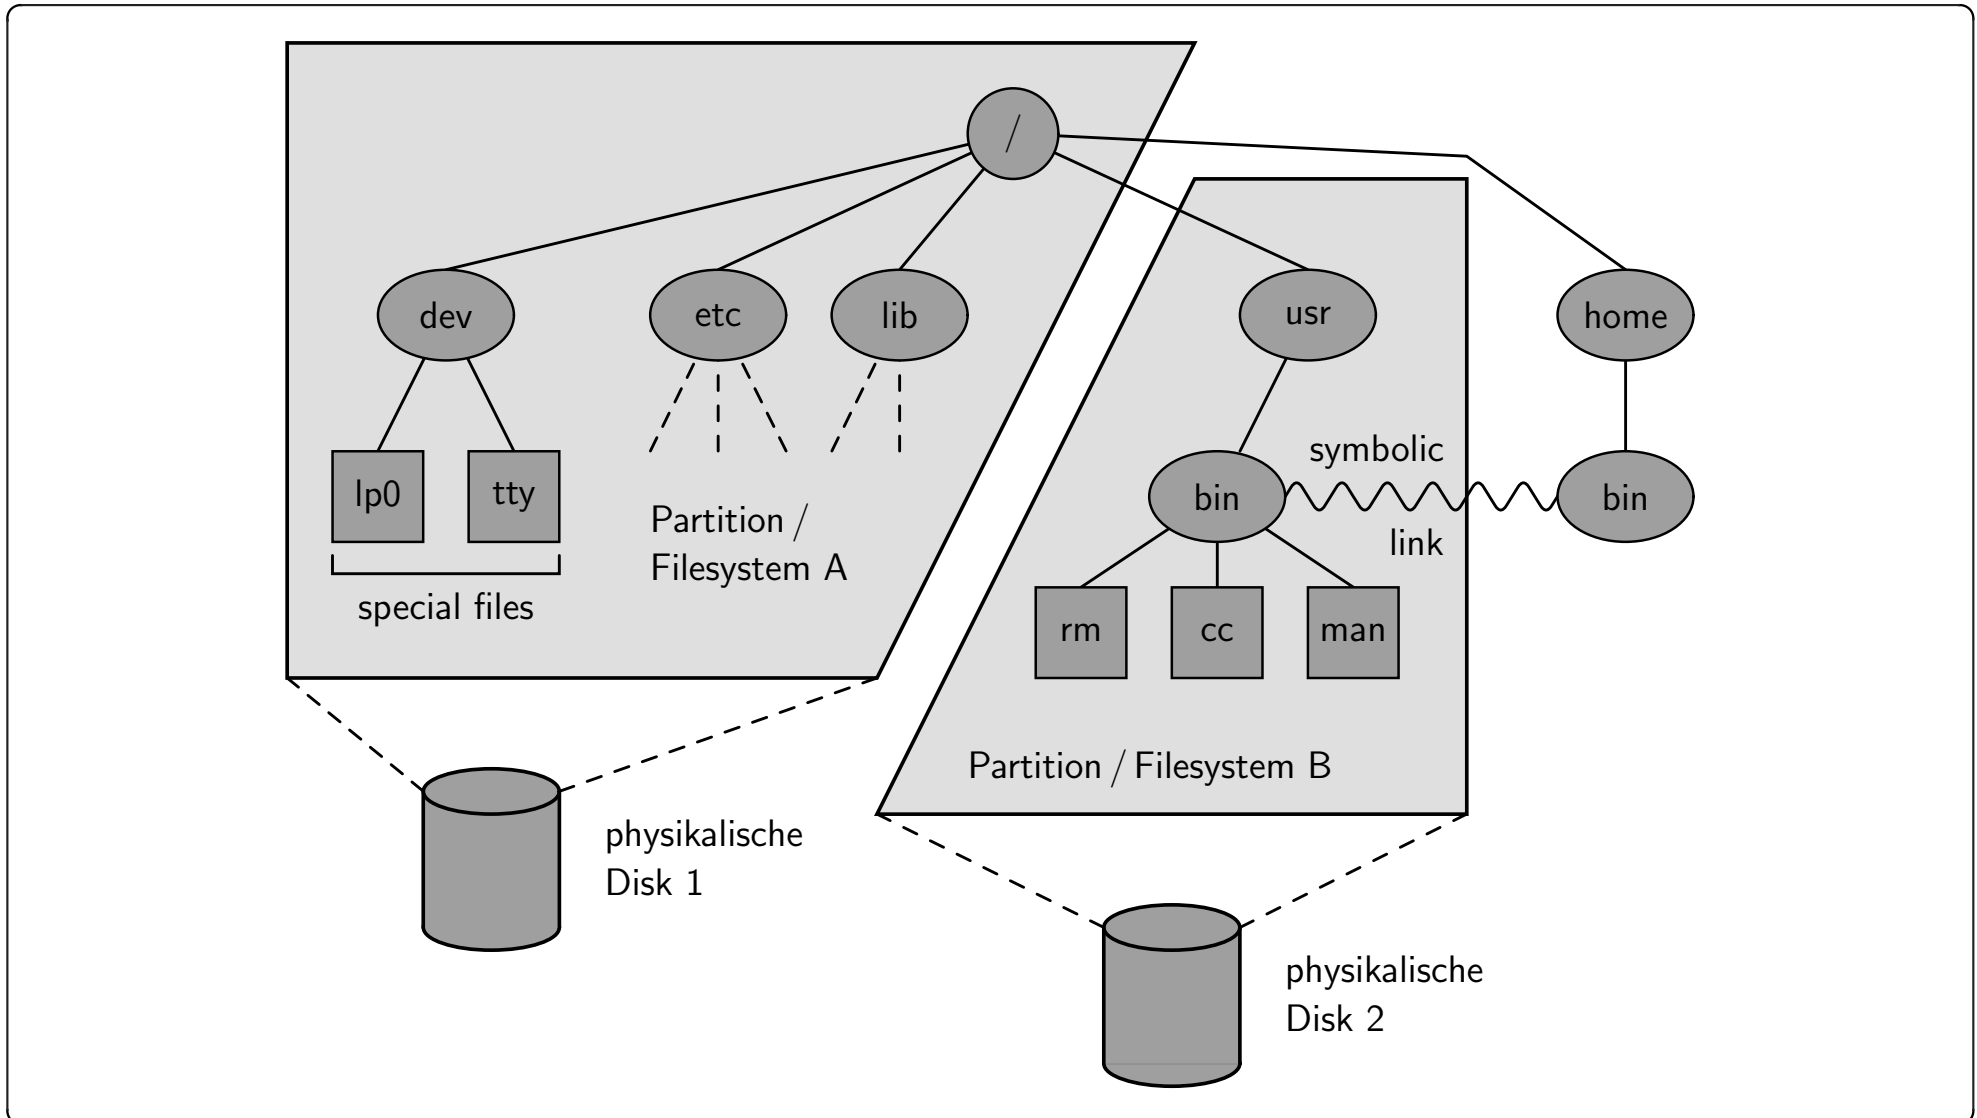 /
dev
etc
lib
usr
home
lp0
tty
symbolic
bin
bin
link
Partition /
Filesystem A
special files
rm
cc
man
Partition / Filesystem B
physikalische
Disk 1
physikalische
Disk 2